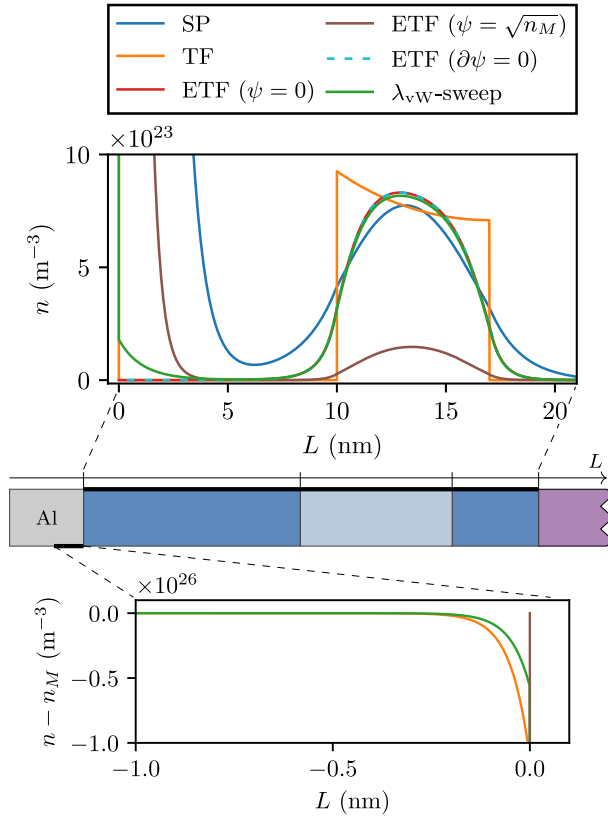 SP
TF
ETF (ψ = 0)
ETF (ψ = √n_M)
ETF (∂ψ = 0)
λ_vW-sweep
×10^23
10
5
0
n (m^−3)
0 5 10 15 20
L (nm)
L
Al
×10^26
0.0
−0.5
−1.0
n − n_M (m^−3)
−1.0 −0.5 0.0
L (nm)